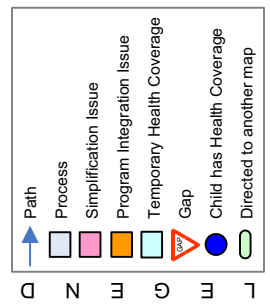 LEGEND
Path
Process
Simplification Issue
Program Integration Issue
Temporary Health Coverage
GAP Gap
Child has Health Coverage
Directed to another map